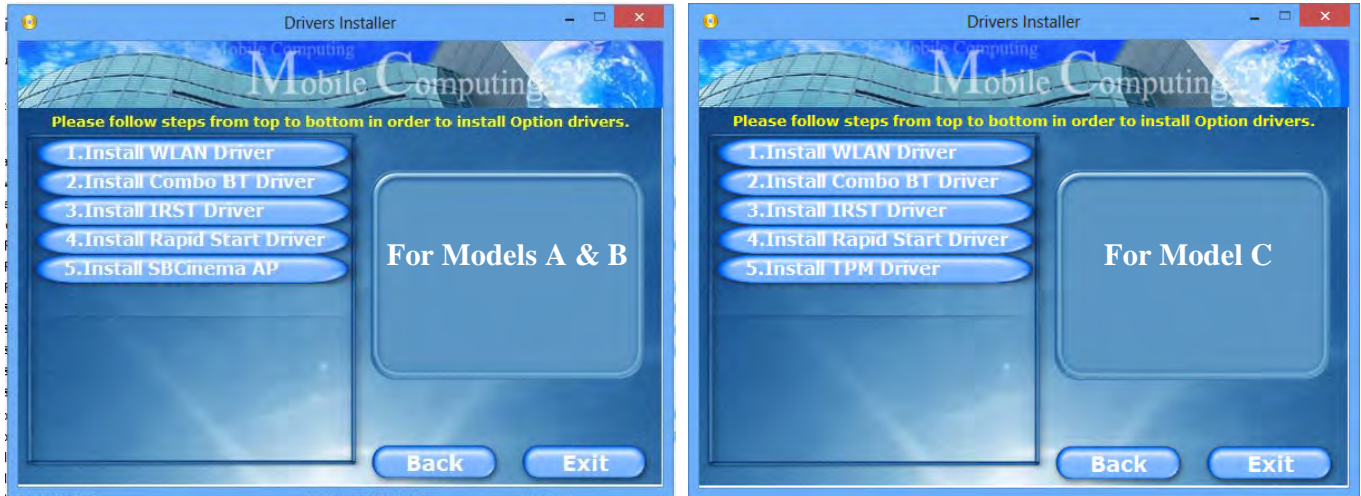 Drivers Installer
Mobile Computing
Mobile Computing
Please follow steps from top to bottom in order to install Option drivers.
1.Install WLAN Driver
2.Install Combo BT Driver
3.Install IRST Driver
4.Install Rapid Start Driver
5.Install SBCinema AP
For Models A & B
Back Exit
Drivers Installer
Mobile Computing
Mobile Computing
Please follow steps from top to bottom in order to install Option drivers.
1.Install WLAN Driver
2.Install Combo BT Driver
3.Install IRST Driver
4.Install Rapid Start Driver
5.Install TPM Driver
For Model C
Back Exit